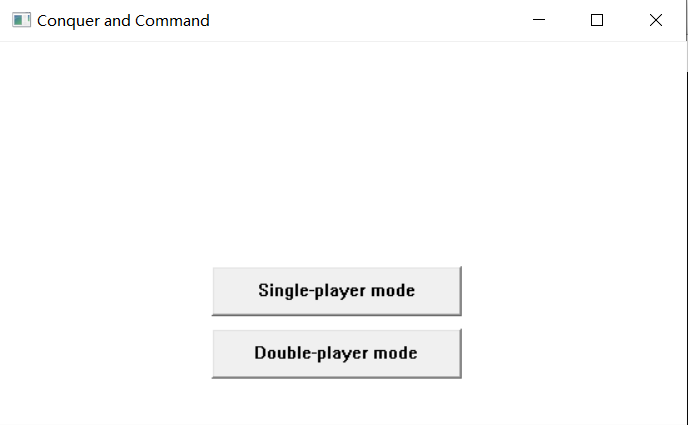 Conquer and Command
Single-player mode
Double-player mode